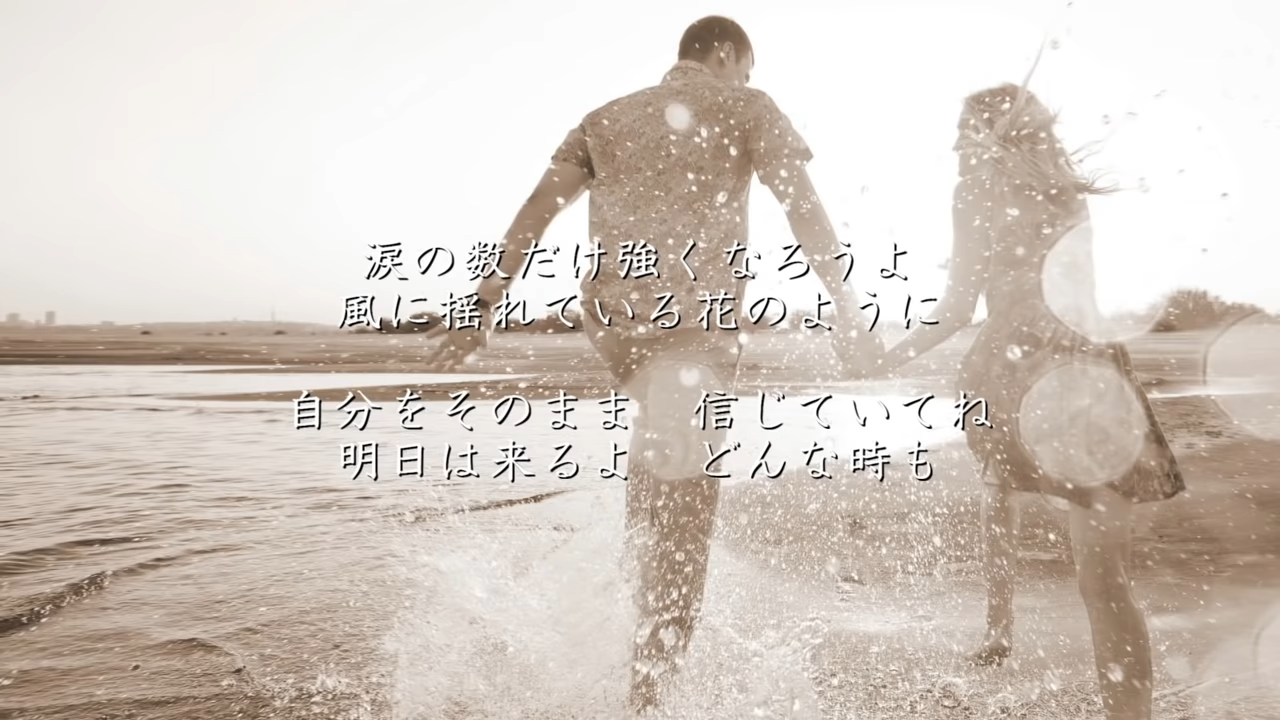 涙の数だけ強くなろうよ
風に揺れている花のように
自分をそのまま　信じていてね
明日は来るよ　どんな時も